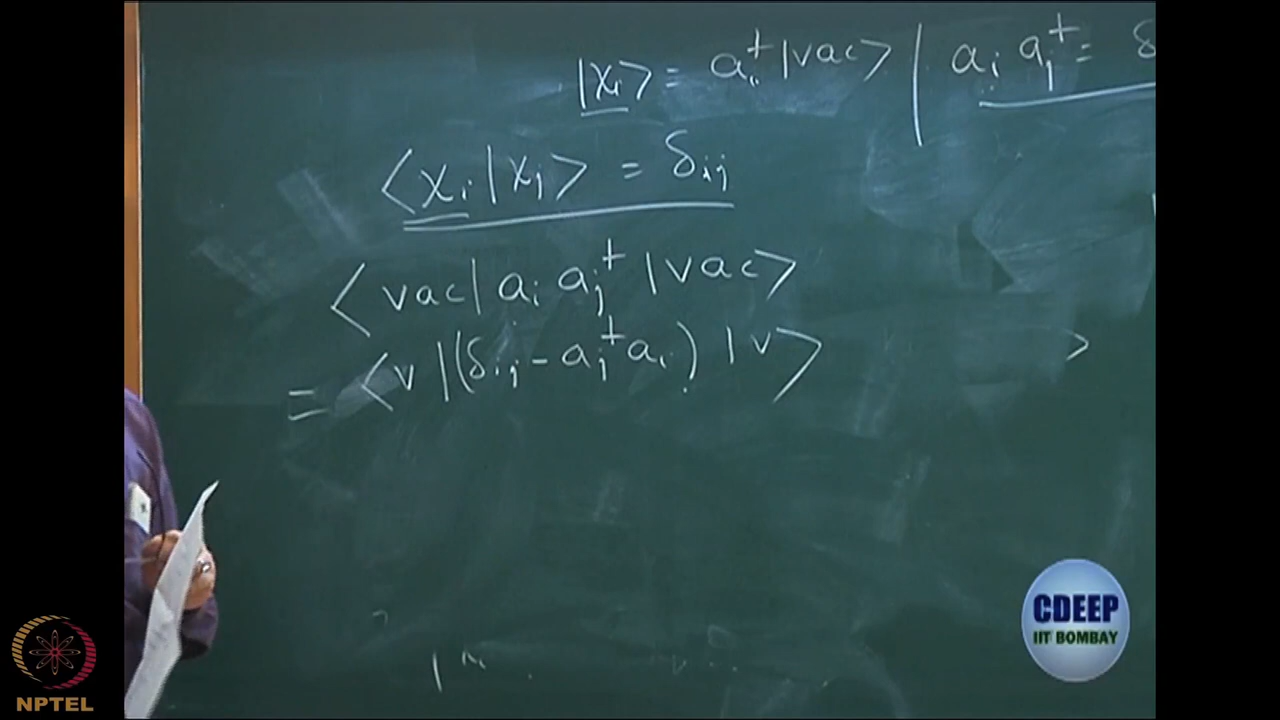 |χᵢ> = aᵢ† |vac> | aᵢ aⱼ† = δ
<χᵢ|χⱼ> = δᵢⱼ
<vac| aᵢ aⱼ† |vac>
= <v|(δᵢⱼ - aⱼ†aᵢ) |v> >
CDEEP
IIT BOMBAY
NPTEL